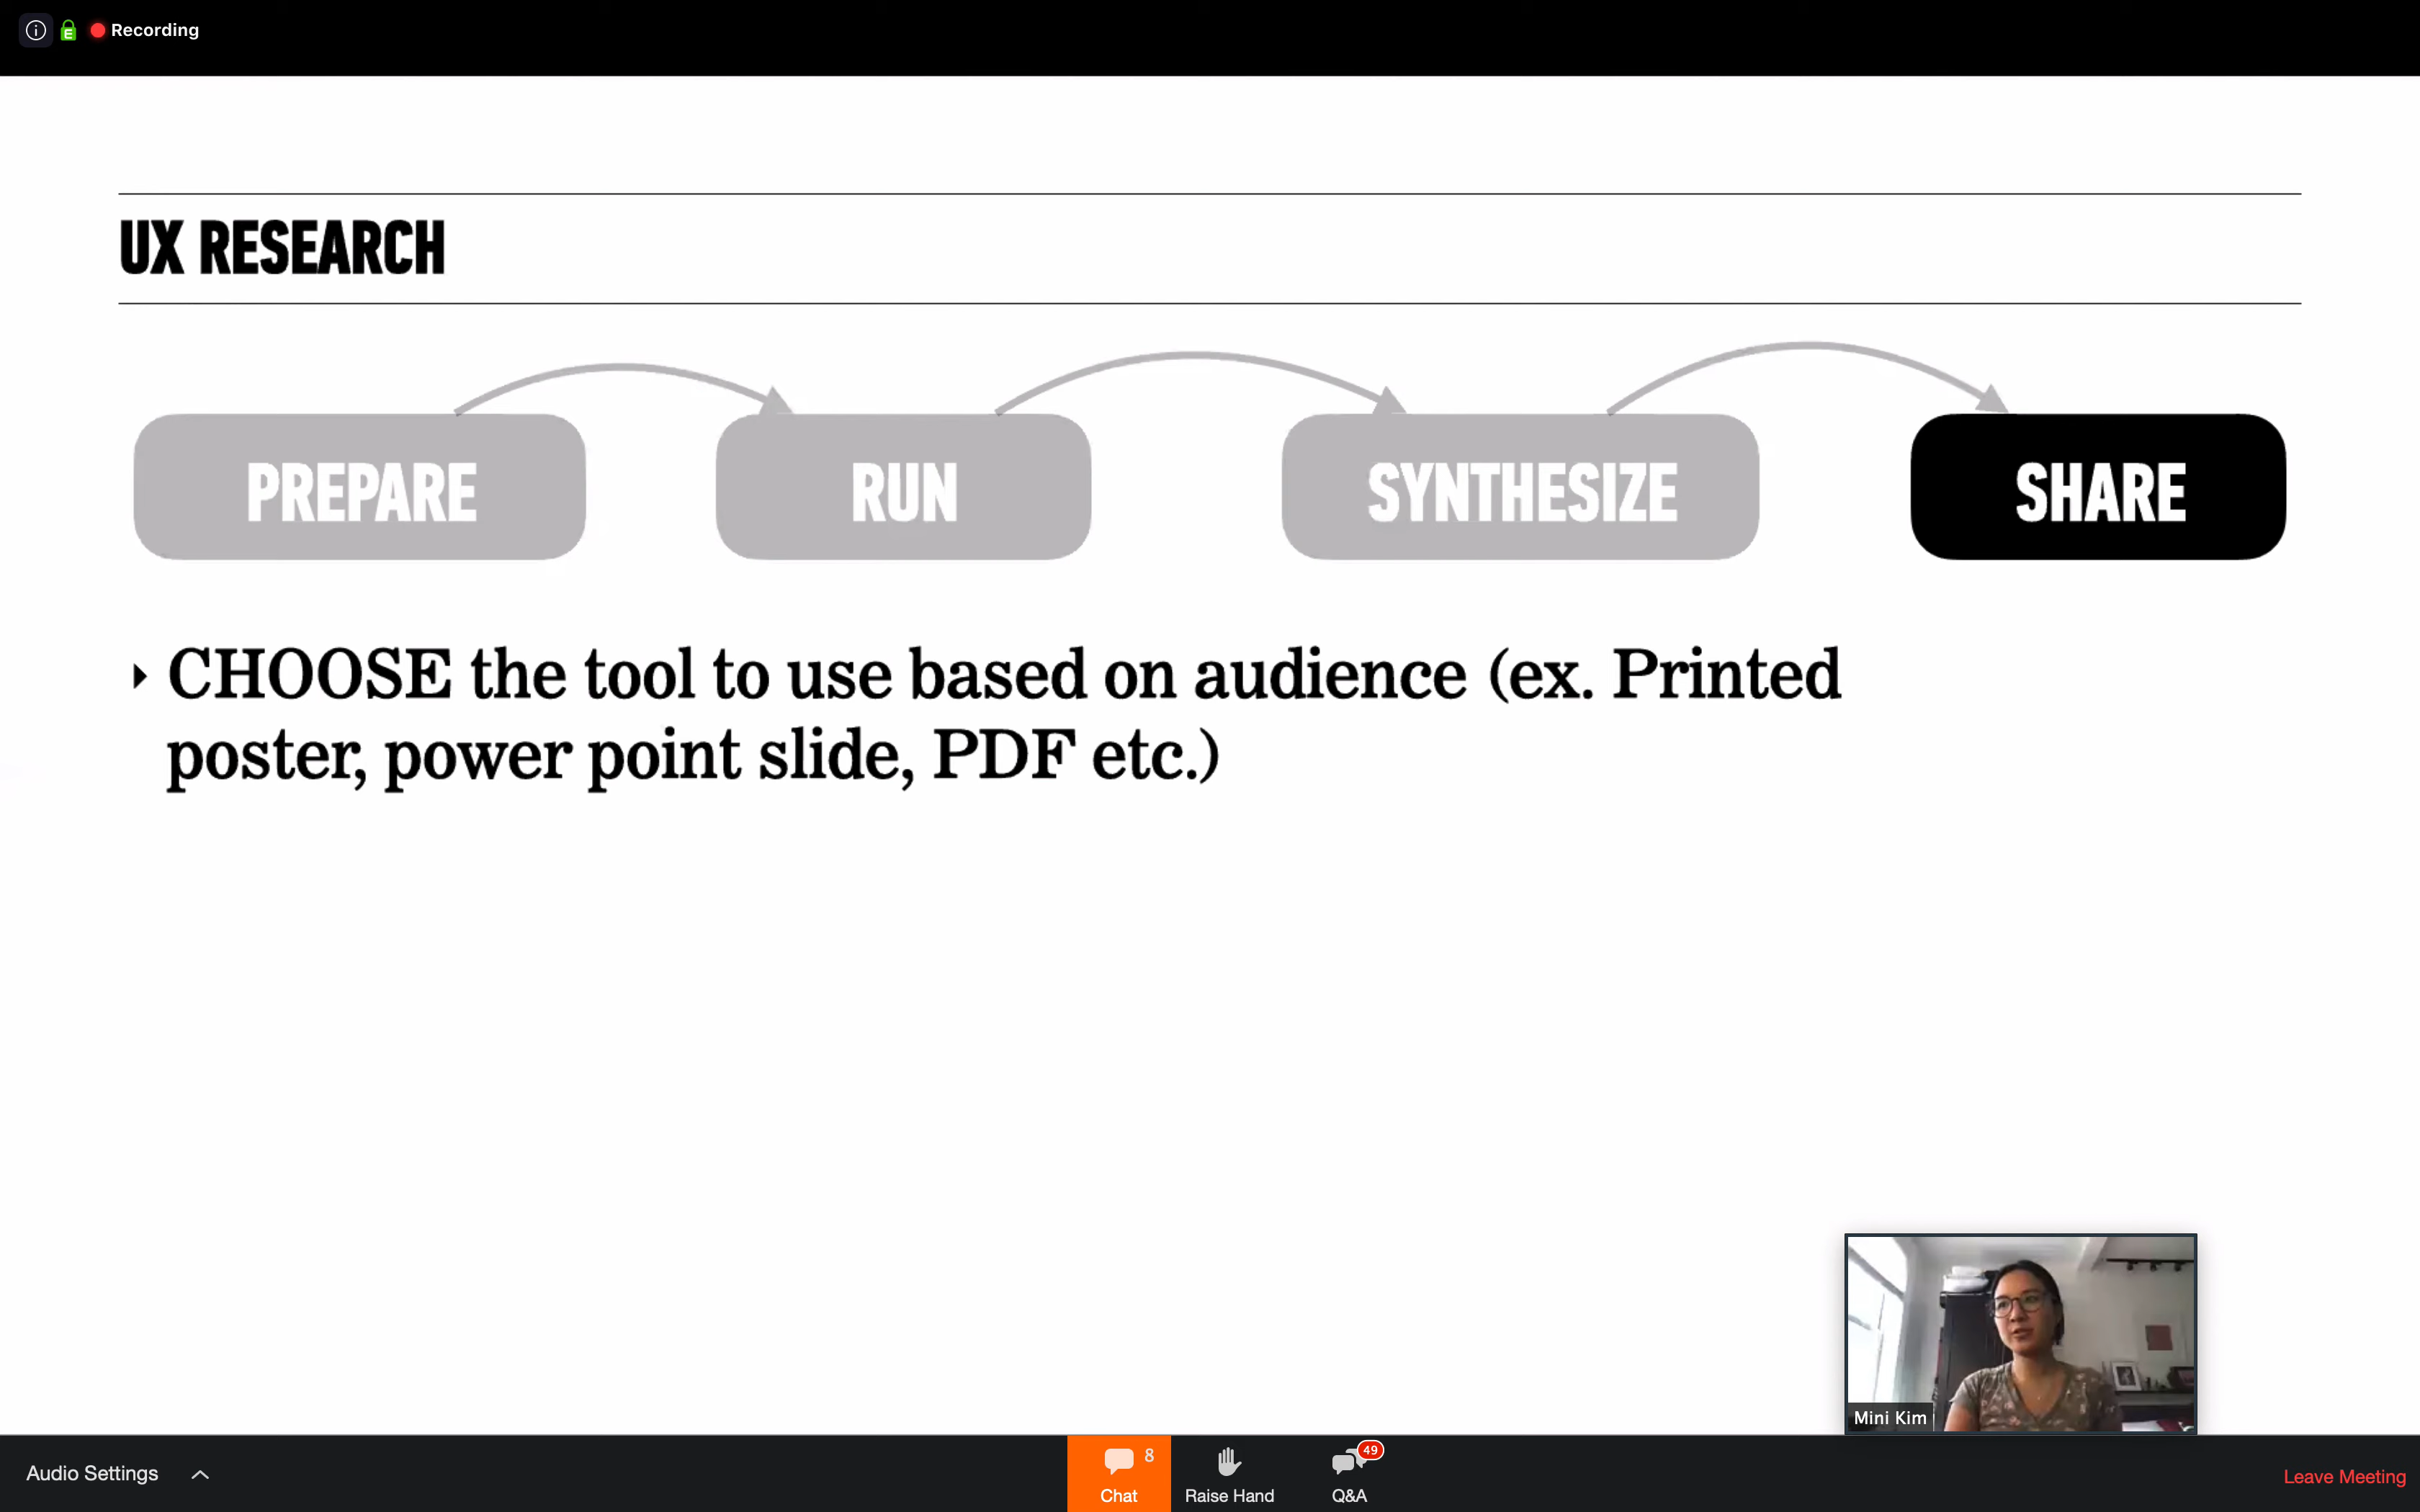 Recording
UX RESEARCH
PREPARE
RUN
SYNTHESIZE
SHARE
CHOOSE the tool to use based on audience (ex. Printed
poster, power point slide, PDF etc.)
Mini Kim
Audio Settings
8
Chat
Raise Hand
49
Q&A
Leave Meeting